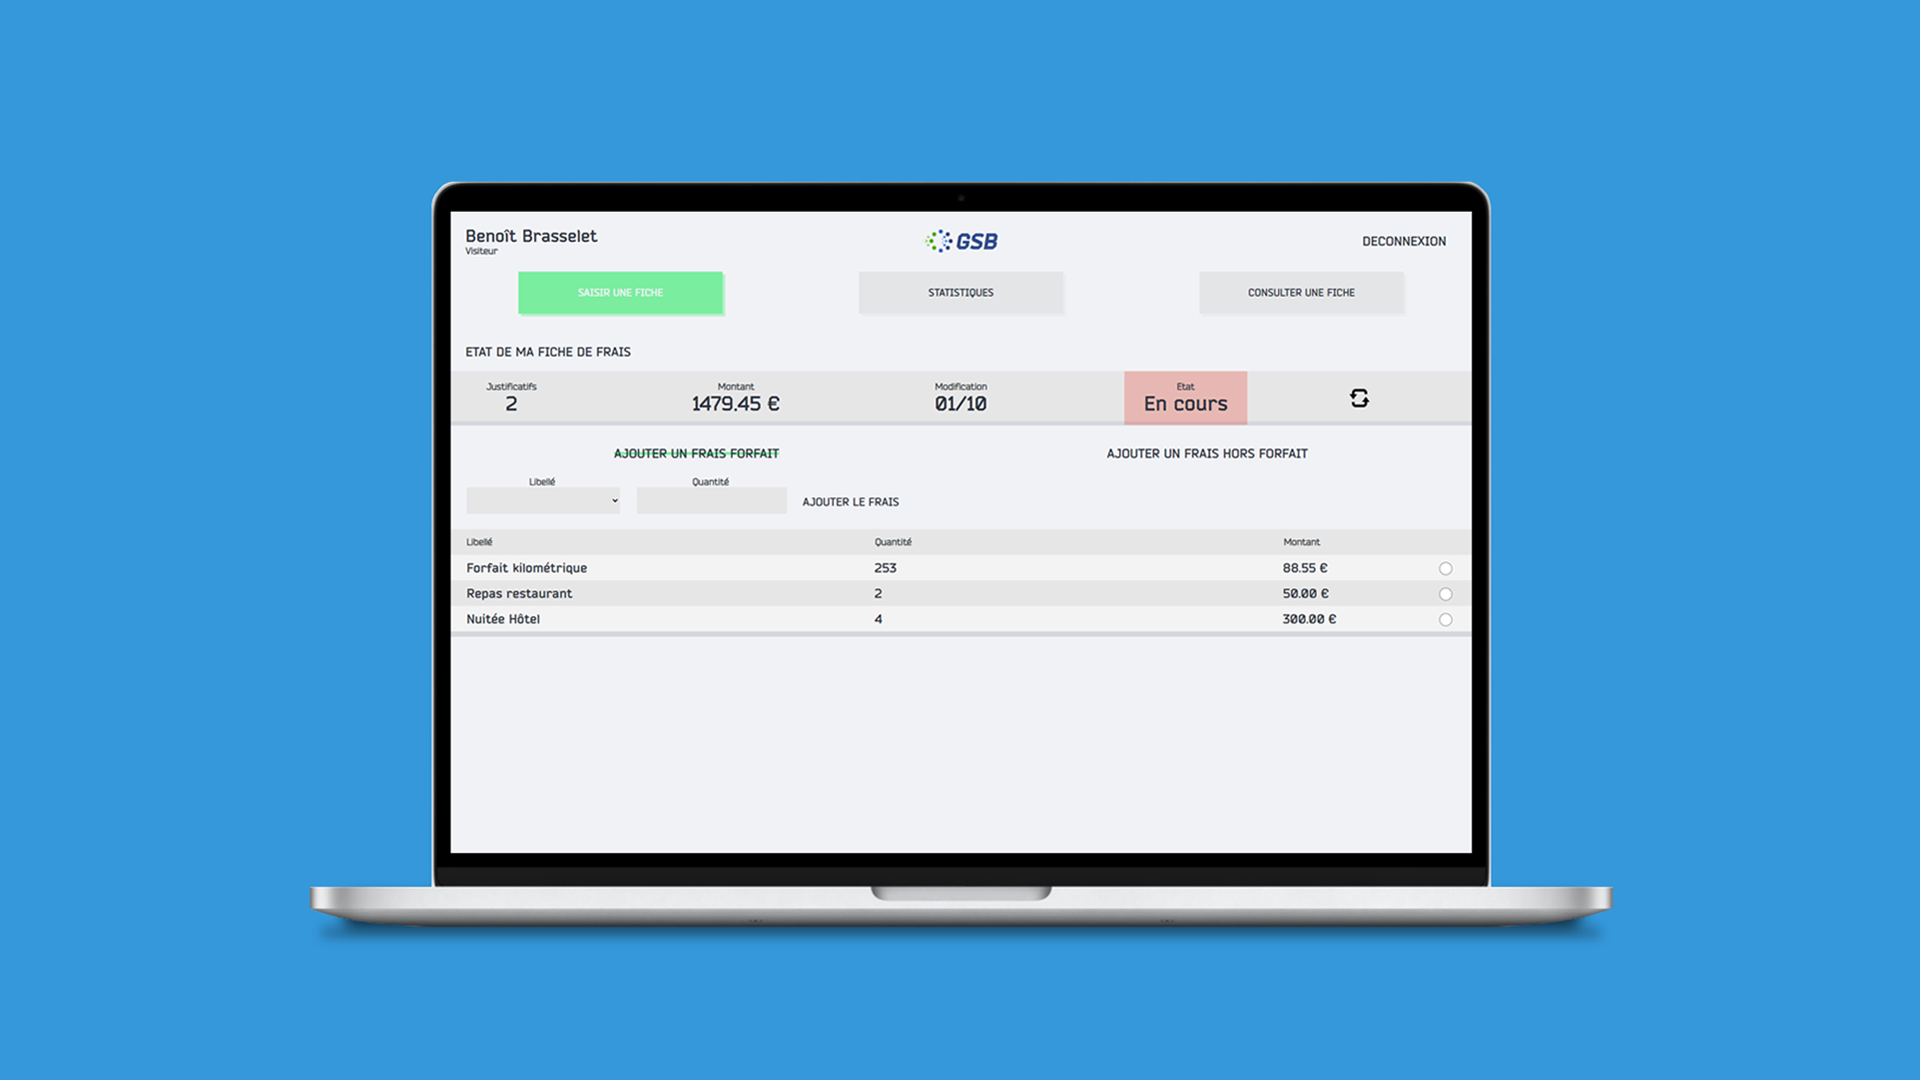 Benoît Brasselet
Visiteur
GSB
DECONNEXION
SAISIR UNE FICHE
STATISTIQUES
CONSULTER UNE FICHE
ETAT DE MA FICHE DE FRAIS
Justificatifs
2
Montant
1479.45 €
Modification
01/10
Etat
En cours
AJOUTER UN FRAIS FORFAIT
AJOUTER UN FRAIS HORS FORFAIT
Libellé
Quantité
AJOUTER LE FRAIS
Libellé Quantité Montant
Forfait kilométrique 253 88.55 €
Repas restaurant 2 50.00 €
Nuitée Hôtel 4 300.00 €